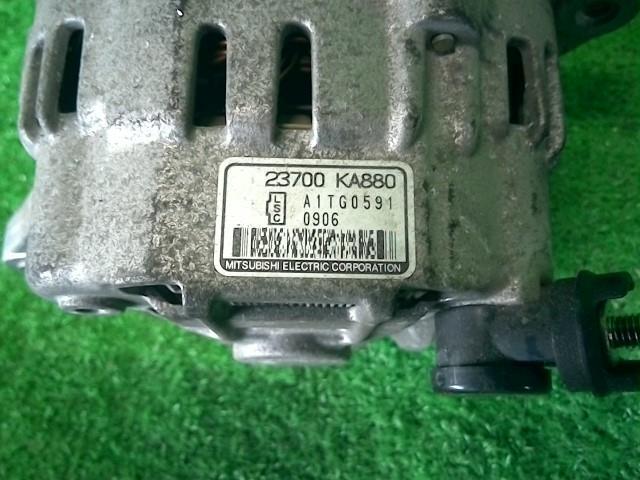 23700 KA880
LSC A1TG0591
0906
MITSUBISHI ELECTRIC CORPORATION